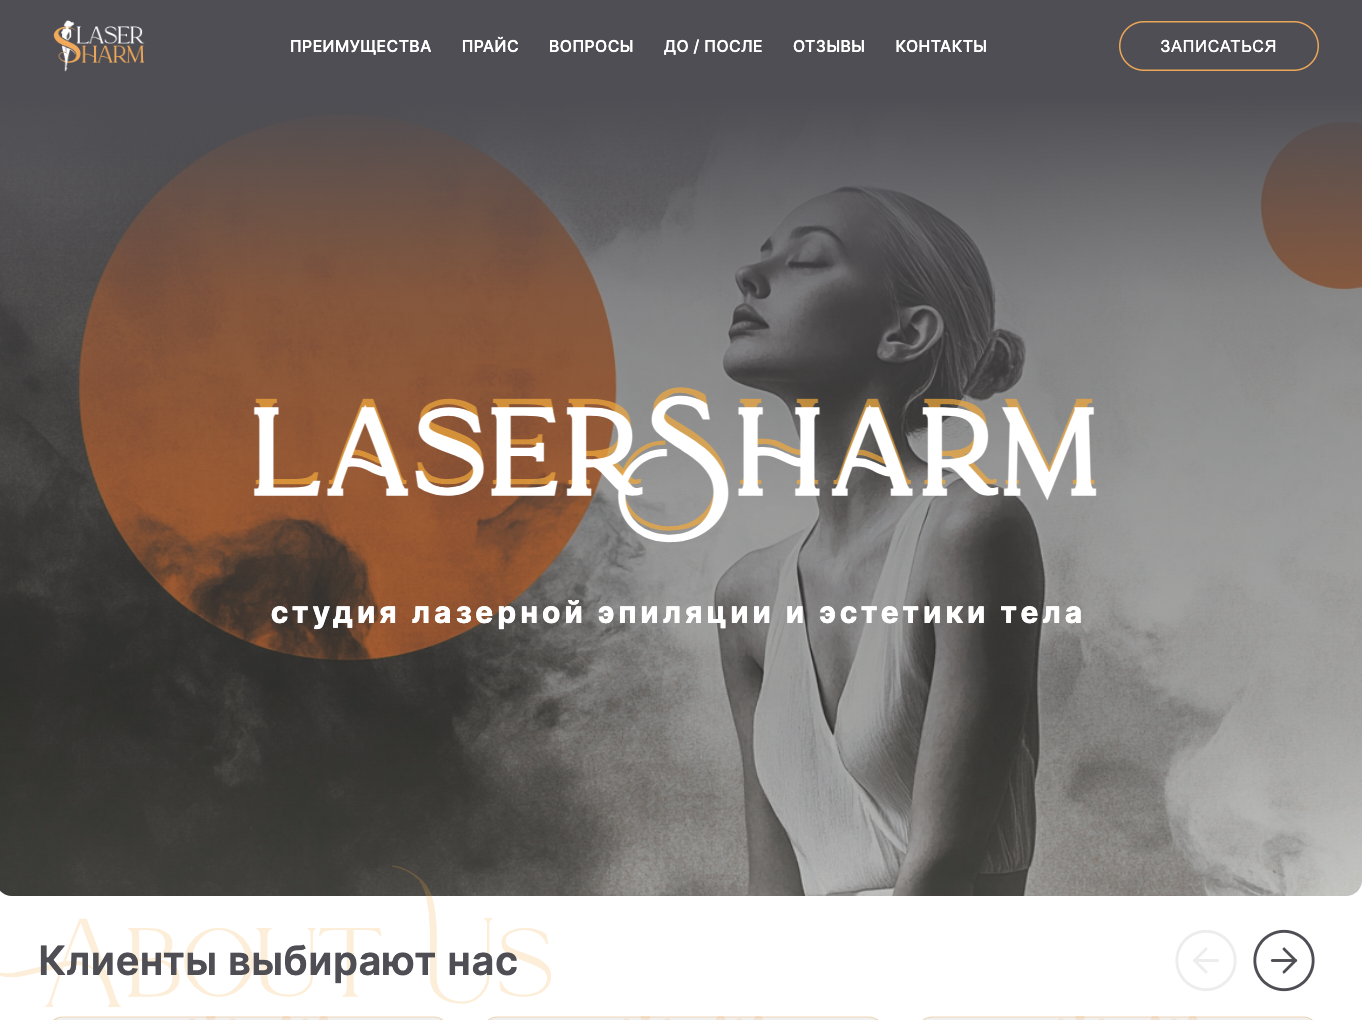 LASER
SHARM
ПРЕИМУЩЕСТВА ПРАЙС ВОПРОСЫ ДО / ПОСЛЕ ОТЗЫВЫ КОНТАКТЫ ЗАПИСАТЬСЯ
LASERSHARM
студия лазерной эпиляции и эстетики тела
ABOUT US
Клиенты выбирают нас